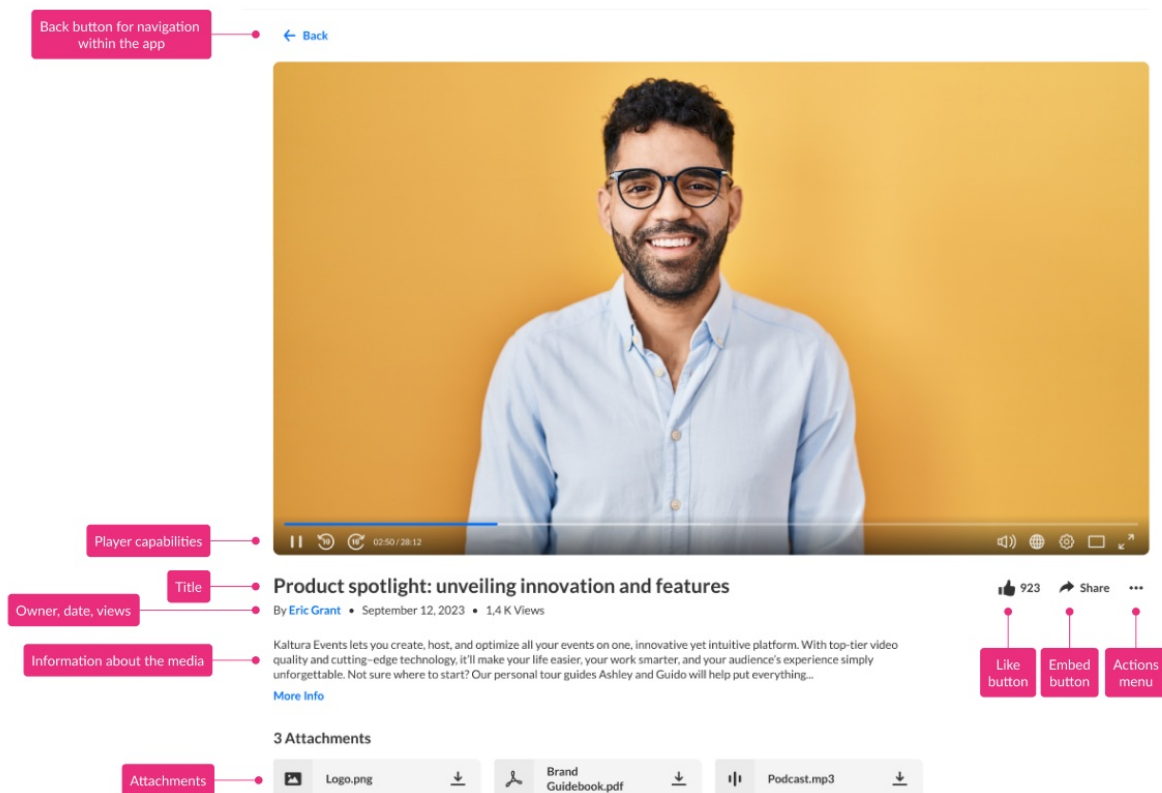 Back button for navigation
within the app
Back
Player capabilities
02:50 / 28:12
Title
Product spotlight: unveiling innovation and features
923
Share
Owner, date, views
By Eric Grant • September 12, 2023 • 1,4 K Views
Information about the media
Kaltura Events lets you create, host, and optimize all your events on one, innovative yet intuitive platform. With top-tier video
quality and cutting–edge technology, it'll make your life easier, your work smarter, and your audience's experience simply
unforgettable. Not sure where to start? Our personal tour guides Ashley and Guido will help put everything...
More Info
Like
button
Embed
button
Actions
menu
3 Attachments
Attachments
Logo.png
Brand
Guidebook.pdf
Podcast.mp3